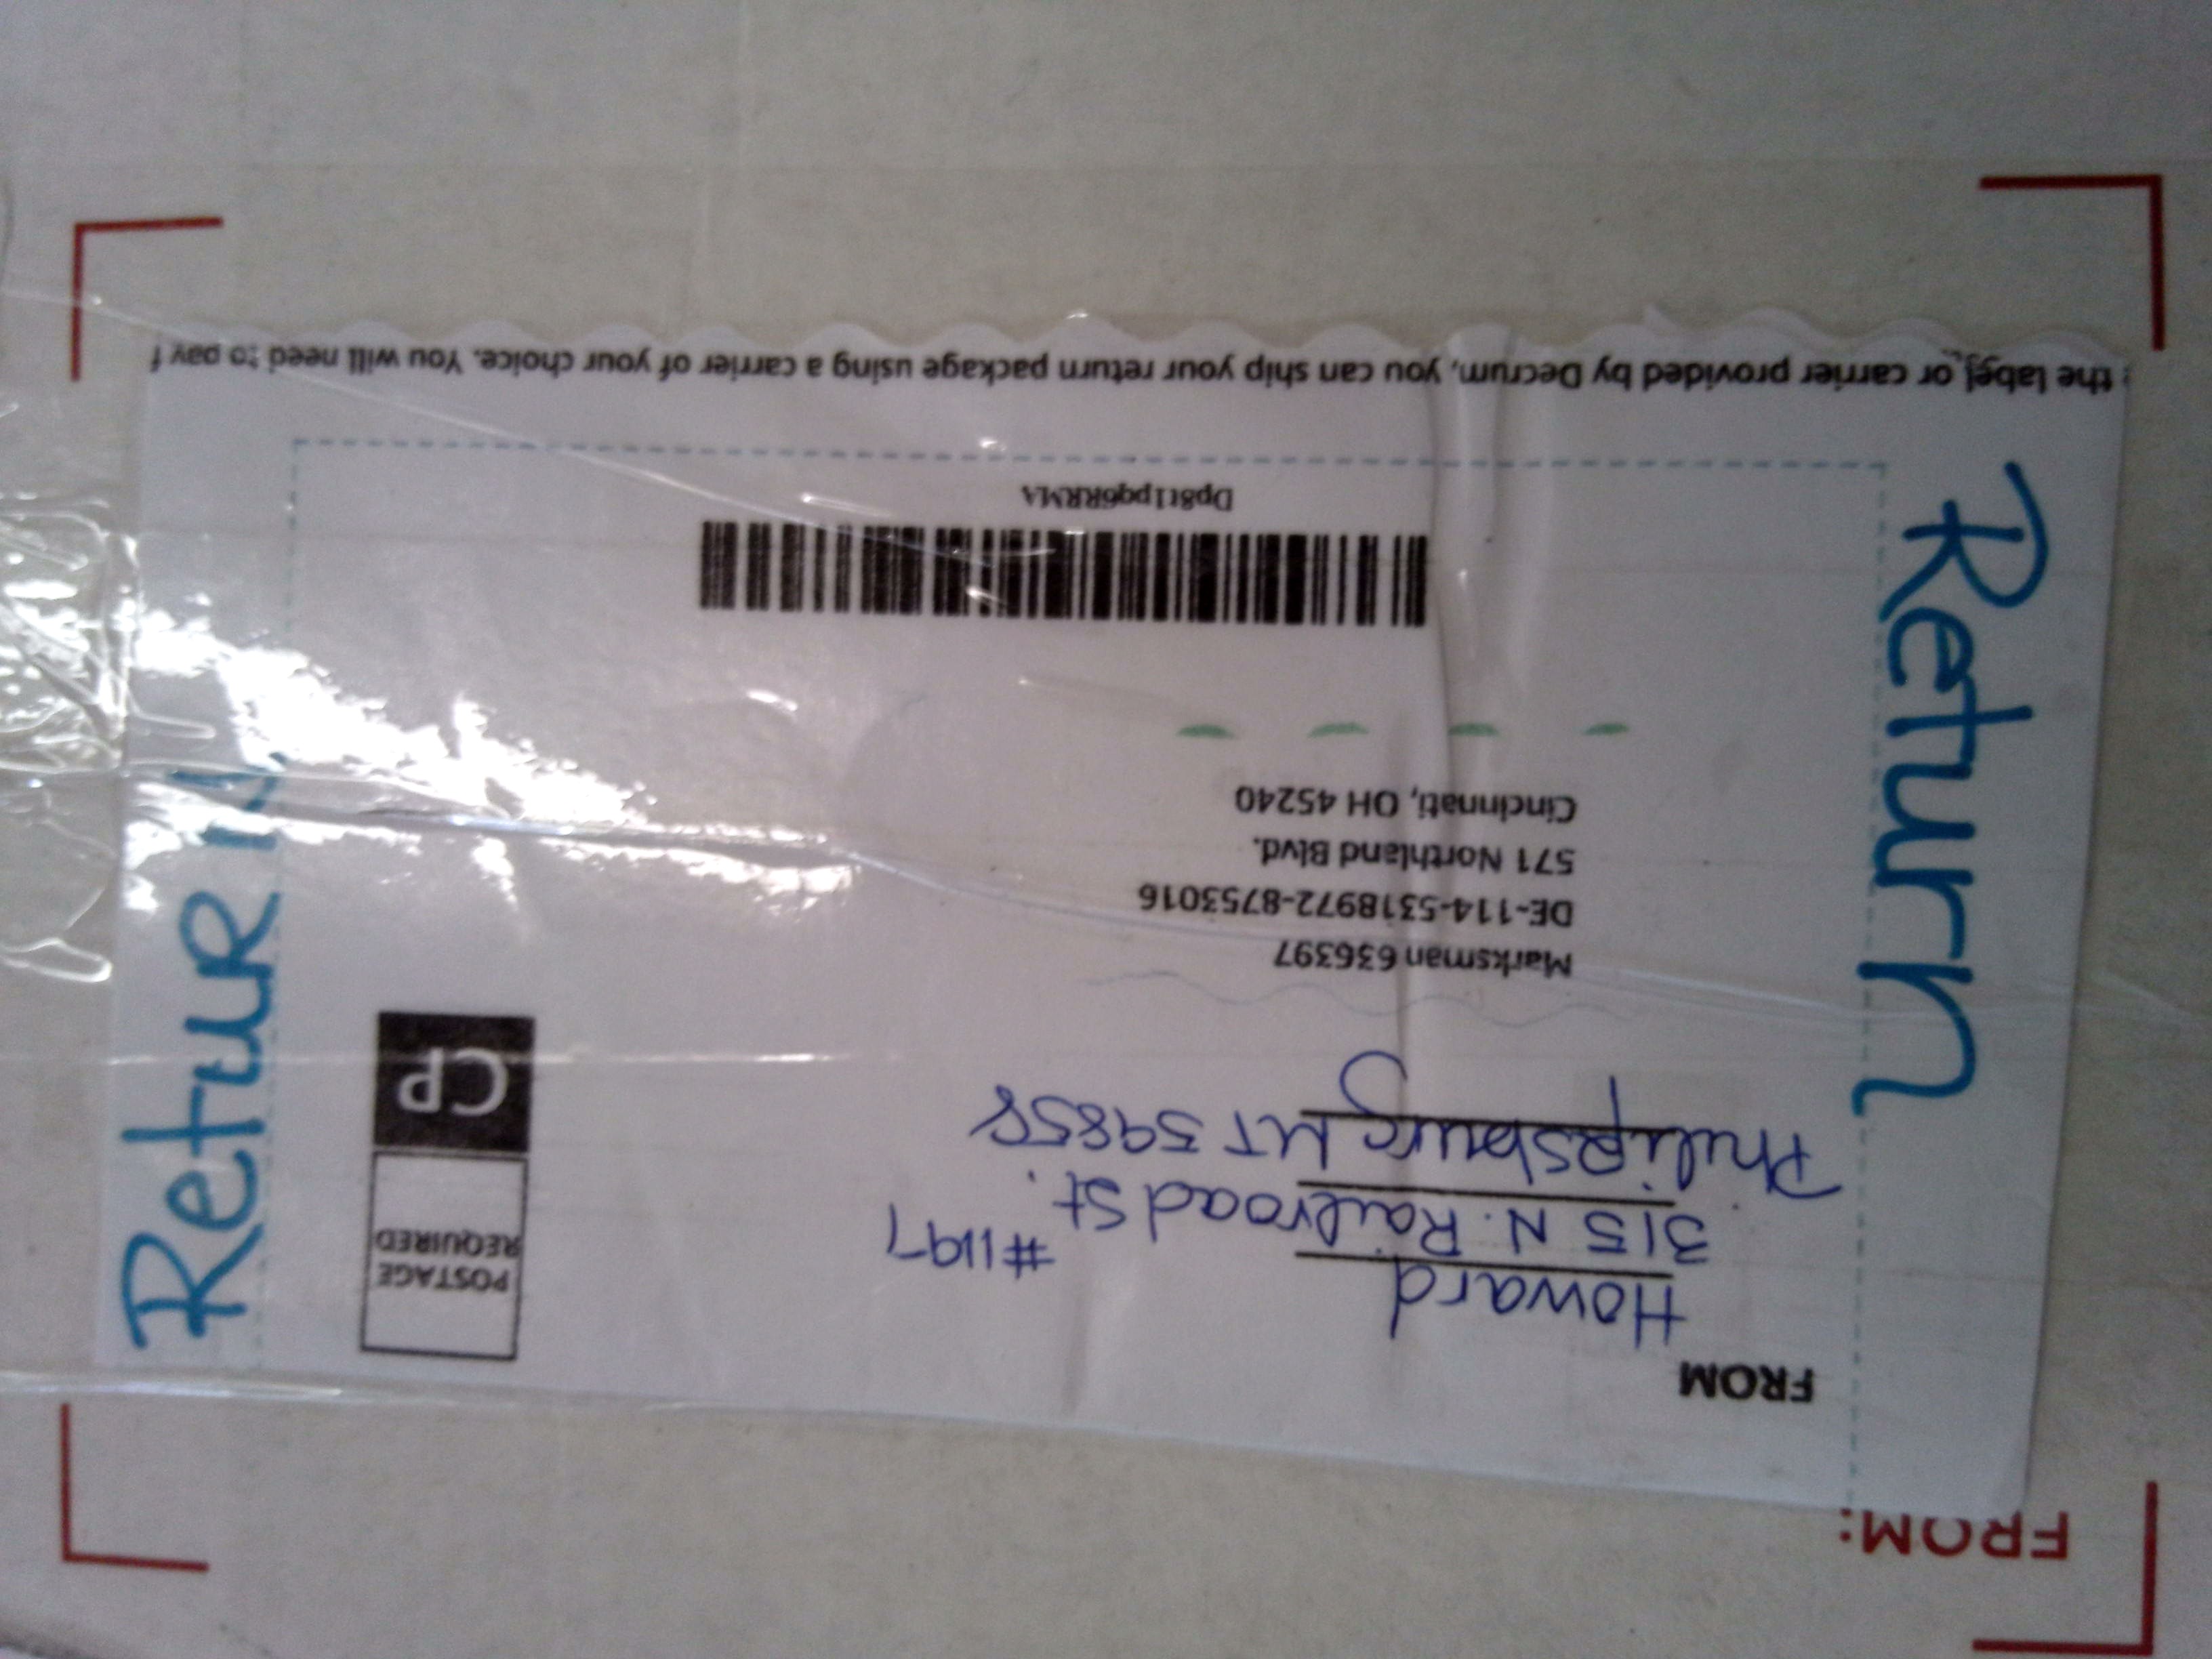 FROM:
FROM
Howard
#1197
315 N. Railroad St.
Philipsburg MT 59858
POSTAGE
REQUIRED
CP
Marksman 636397
DE-114-5318972-8753016
571 Northland Blvd.
Cincinnati, OH 45240
Dp8t1pq6RRMA
the label or carrier provided by Decrum, you can ship your return package using a carrier of your choice. You will need to pay f
Return
Return